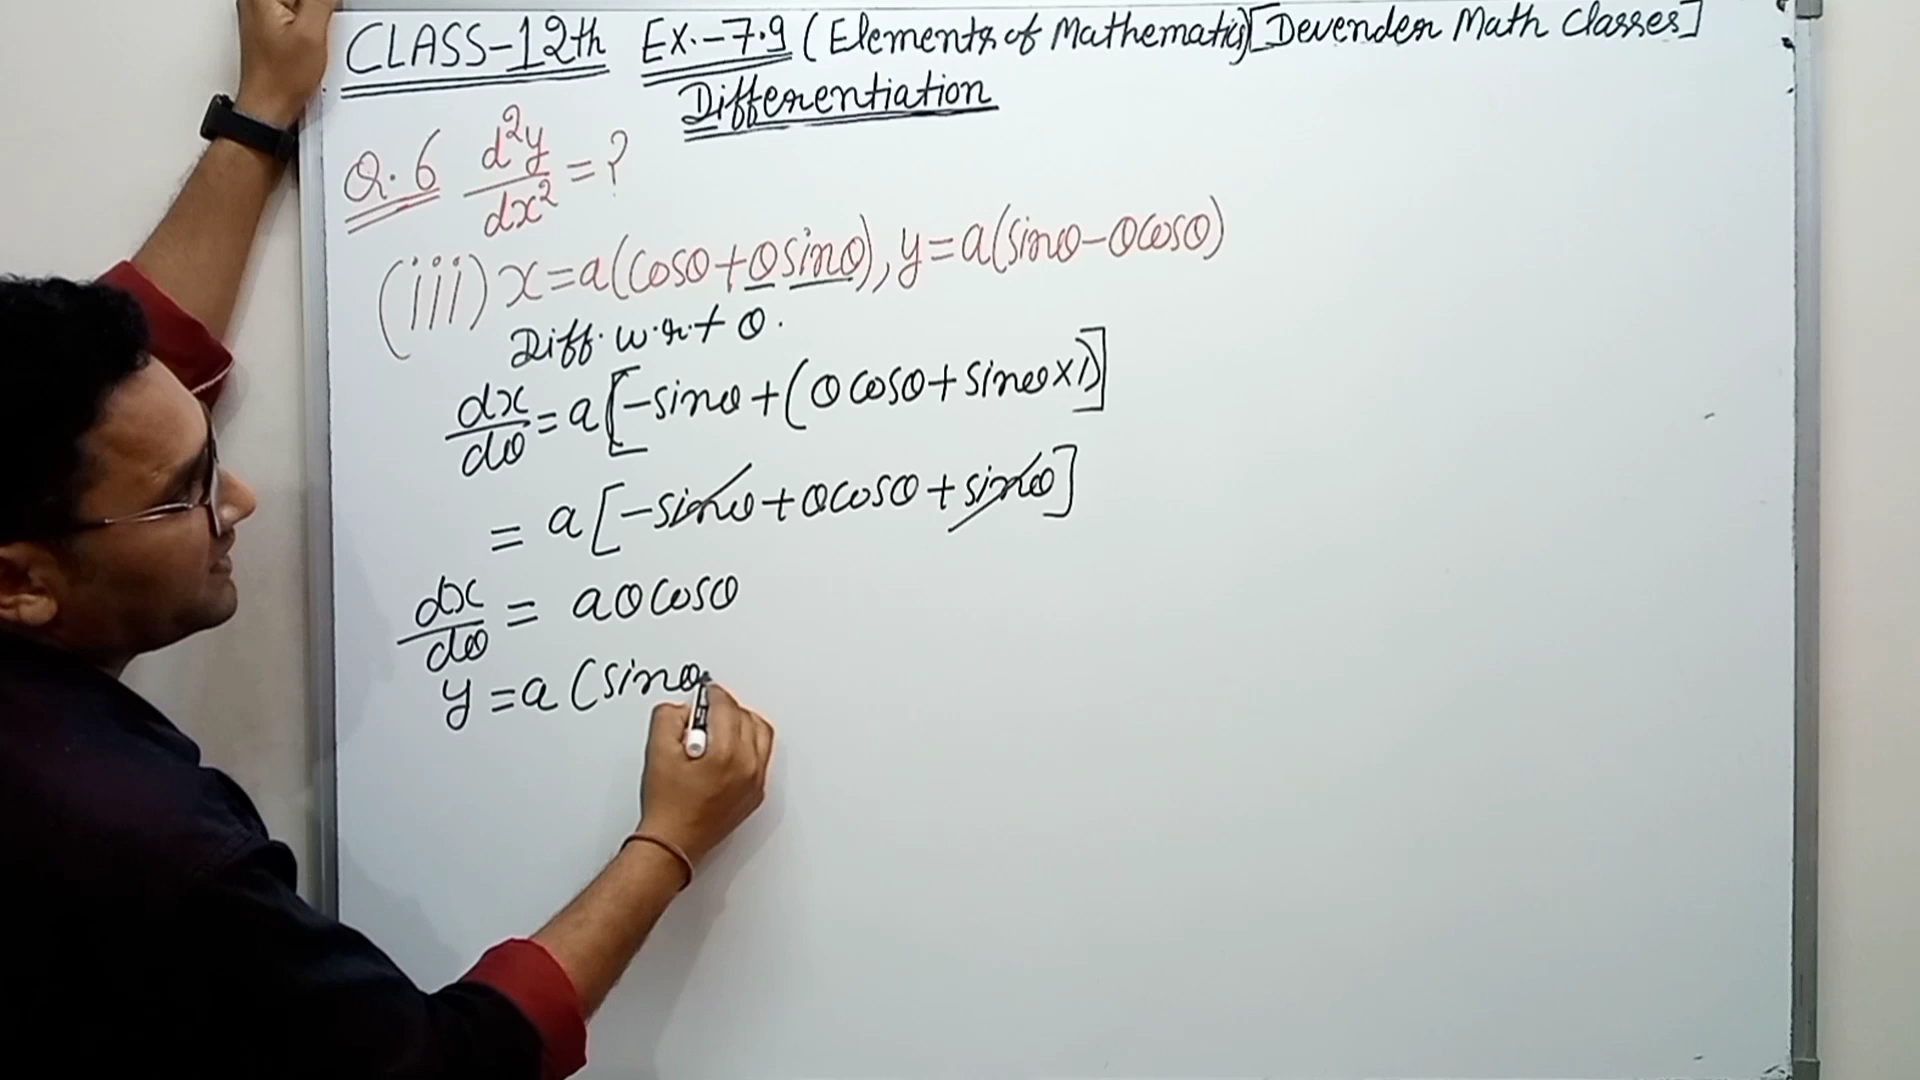 CLASS-12th EX.-7.9 (Elements of Mathematics) [Devender Math Classes]
Differentiation
Q.6 d²y/dx² = ?
(iii) x=a(cosθ+θsinθ), y=a(sinθ-θcosθ)
Diff. w.r.t θ.
dx/dθ = a[-sinθ+(θcosθ+sinθ×1)]
= a[-sinθ+θcosθ+sinθ]
dx/dθ = aθcosθ
y=a(sinθ